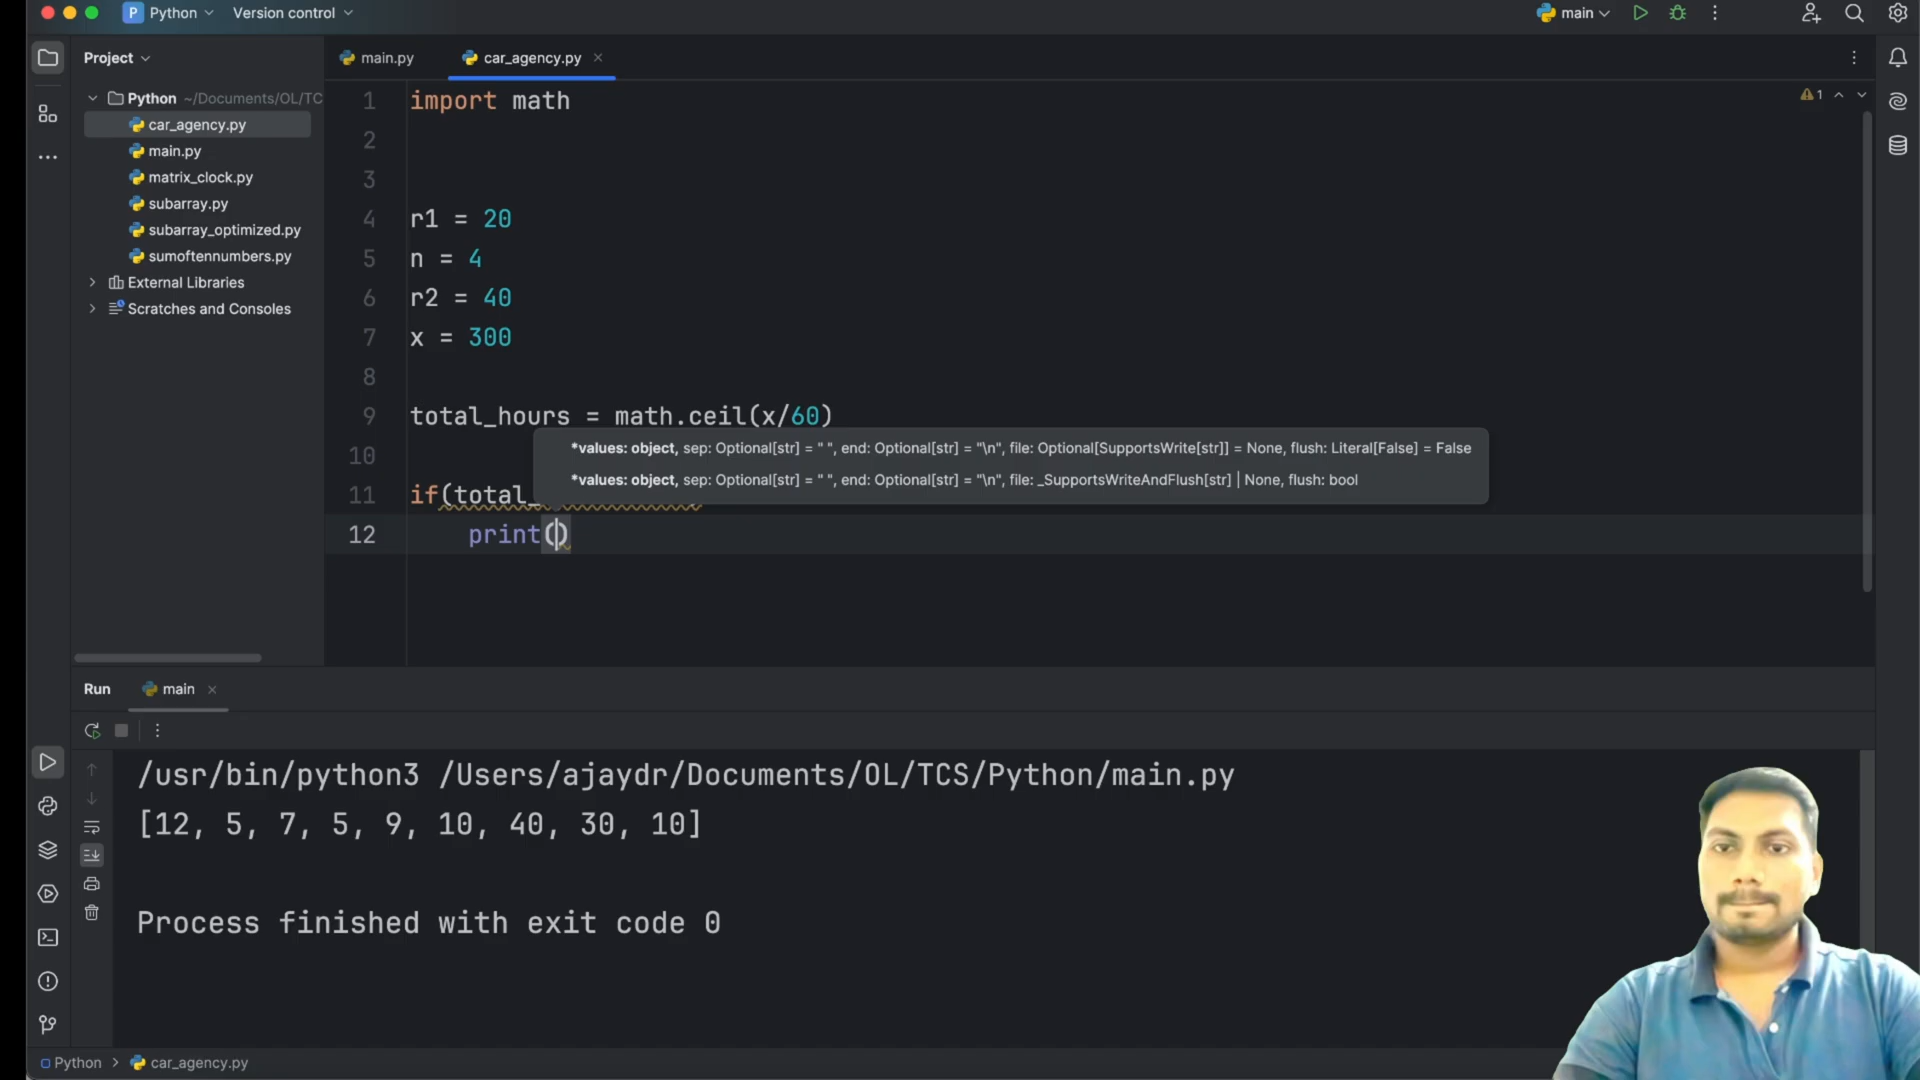 P Python Version control main
Project main.py car_agency.py
Python ~/Documents/OL/TC
car_agency.py
main.py
matrix_clock.py
subarray.py
subarray_optimized.py
sumoftennumbers.py
External Libraries
Scratches and Consoles
1 import math
1
2
3
4 r1 = 20
5 n = 4
6 r2 = 40
7 x = 300
8
9 total_hours = math.ceil(x/60)
*values: object, sep: Optional[str] = " ", end: Optional[str] = "\n", file: Optional[SupportsWrite[str]] = None, flush: Literal[False] = False
10
*values: object, sep: Optional[str] = " ", end: Optional[str] = "\n", file: _SupportsWriteAndFlush[str] | None, flush: bool
11 if(total_
12 print()
Run main
/usr/bin/python3 /Users/ajaydr/Documents/OL/TCS/Python/main.py
[12, 5, 7, 5, 9, 10, 40, 30, 10]
Process finished with exit code 0
Python > car_agency.py